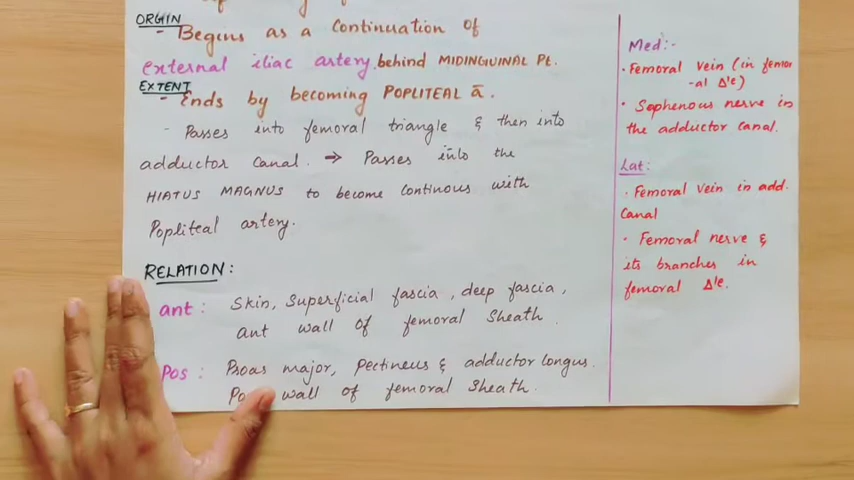 ORGIN
- Begins as a Continuation of
external iliac artery. behind MIDINGIUINAL Pt.
EXTENT
- Ends by becoming POPLITEAL ā.
- Passes into femoral triangle & then into
adductor Canal. → Passes into the
HIATUS MAGNUS to become Continous with
Popliteal artery.
RELATION:
ant: Skin, Superficial fascia, deep fascia,
ant wall of femoral Sheath
Pos: Psoas major, Pectineus & adductor longus.
wall of femoral Sheath.
Med:-
• Femoral vein (in femor
-al Δle)
• Saphenous nerve in
the adductor canal.
Lat:
• Femoral vein in add.
Canal
• Femoral nerve &
its branches in
femoral Δle.